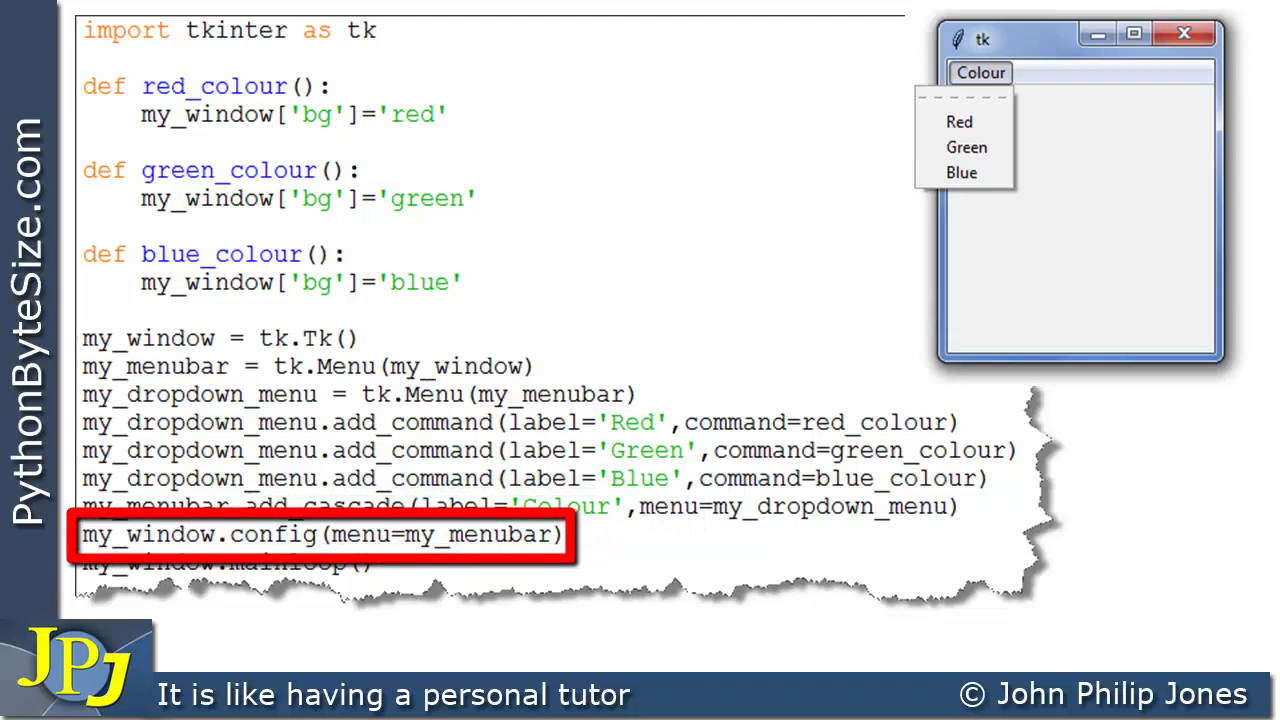 PythonByteSize.com
import tkinter as tk
def red_colour():
my_window['bg']='red'
def green_colour():
my_window['bg']='green'
def blue_colour():
my_window['bg']='blue'
my_window = tk.Tk()
my_menubar = tk.Menu(my_window)
my_dropdown_menu = tk.Menu(my_menubar)
my_dropdown_menu.add_command(label='Red',command=red_colour)
my_dropdown_menu.add_command(label='Green',command=green_colour)
my_dropdown_menu.add_command(label='Blue',command=blue_colour)
my_menubar.add_cascade(label='Colour',menu=my_dropdown_menu)
my_window.config(menu=my_menubar)
my_window.mainloop()
tk
Colour
Red
Green
Blue
JPJ
It is like having a personal tutor
© John Philip Jones